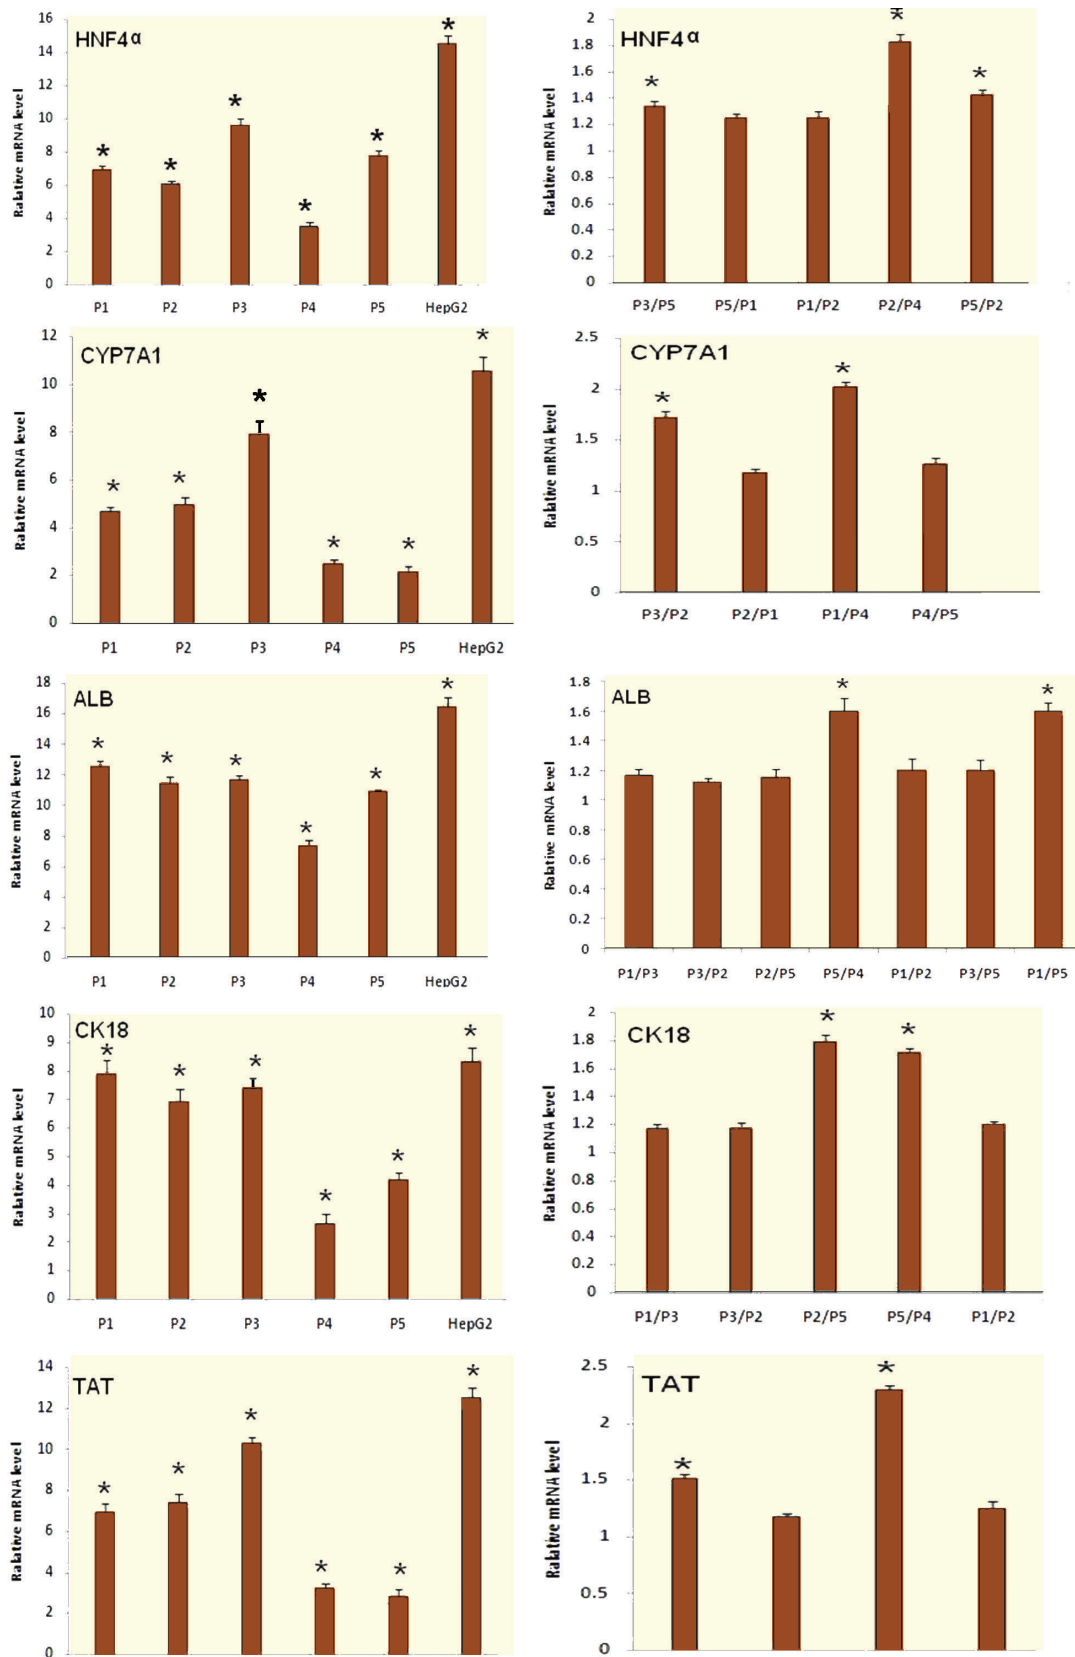 HNF4α
Ralative mRNA level
16
14
12
10
8
6
4
2
0
* * * * * *
P1 P2 P3 P4 P5 HepG2
HNF4α
Ralative mRNA level
2
1.8
1.6
1.4
1.2
1
0.8
0.6
0.4
0.2
0
* * *
P3/P5 P5/P1 P1/P2 P2/P4 P5/P2
CYP7A1
Ralative mRNA level
12
10
8
6
4
2
0
* * * * * *
P1 P2 P3 P4 P5 HepG2
CYP7A1
Ralative mRNA level
2.5
2
1.5
1
0.5
0
* *
P3/P2 P2/P1 P1/P4 P4/P5
ALB
Ralative mRNA level
18
16
14
12
10
8
6
4
2
0
* * * * * *
P1 P2 P3 P4 P5 HepG2
ALB
Ralative mRNA level
1.8
1.6
1.4
1.2
1
0.8
0.6
0.4
0.2
0
* *
P1/P3 P3/P2 P2/P5 P5/P4 P1/P2 P3/P5 P1/P5
CK18
Ralative mRNA level
10
9
8
7
6
5
4
3
2
1
0
* * * * * *
P1 P2 P3 P4 P5 HepG2
CK18
Ralative mRNA level
2
1.8
1.6
1.4
1.2
1
0.8
0.6
0.4
0.2
0
* *
P1/P3 P3/P2 P2/P5 P5/P4 P1/P2
TAT
Ralative mRNA level
14
12
10
8
6
4
2
0
* * * * * *
TAT
Ralative mRNA level
2.5
2
1.5
1
0.5
0
* *